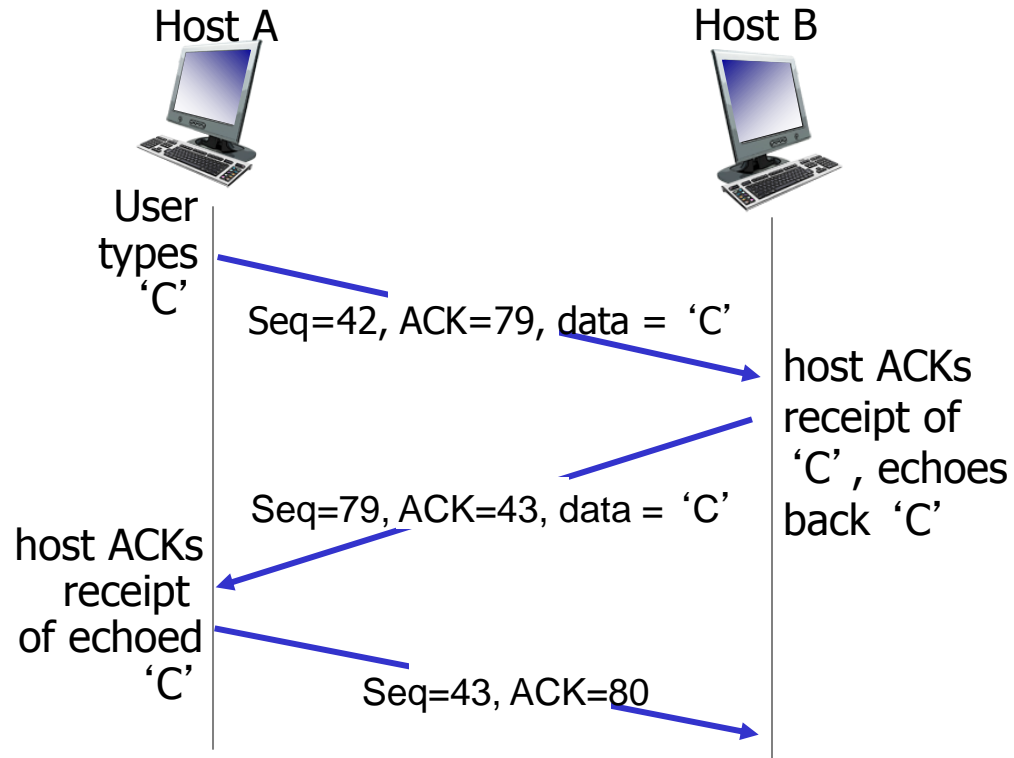 Host A
Host B
User
types
‘C’
Seq=42, ACK=79, data = ‘C’
host ACKs
receipt of
‘C’, echoes
back ‘C’
Seq=79, ACK=43, data = ‘C’
host ACKs
receipt
of echoed
‘C’
Seq=43, ACK=80